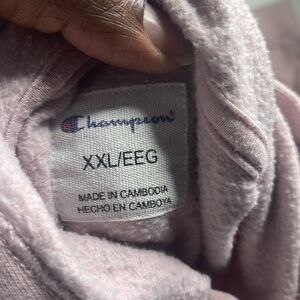 Champion
XXL/EEG
MADE IN CAMBODIA
HECHO EN CAMBOYA